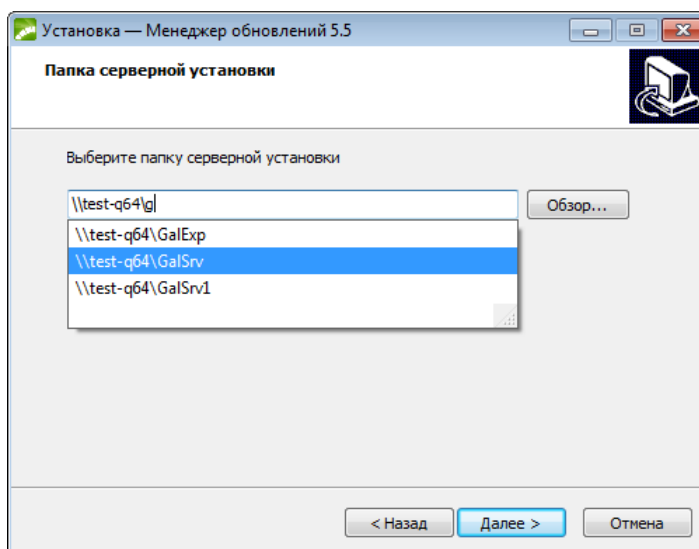 Установка — Менеджер обновлений 5.5
Папка серверной установки
Выберите папку серверной установки
\\test-q64\g
Обзор...
\\test-q64\GalExp
\\test-q64\GalSrv
\\test-q64\GalSrv1
< Назад
Далее >
Отмена